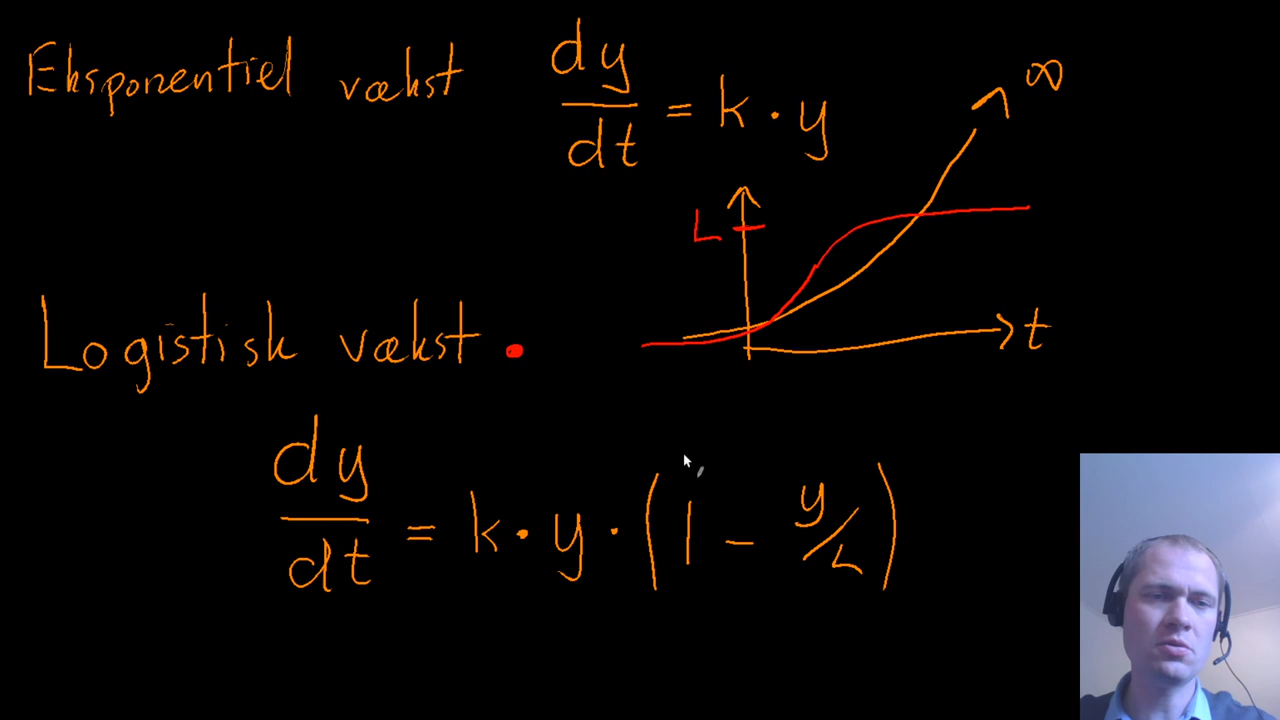 Eksponentiel vækst dy/dt = k · y
∞
L
t
Logistisk vækst .
dy/dt = k · y · (1 - y/L)